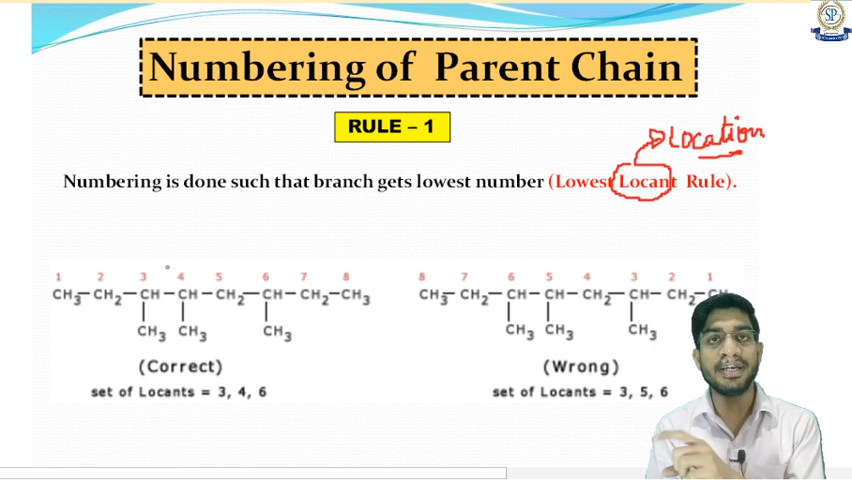 SP
Numbering of Parent Chain
RULE – 1
Location
Numbering is done such that branch gets lowest number (Lowest Locant Rule).
1 2 3 4 5 6 7 8
CH₃—CH₂—CH—CH—CH₂—CH—CH₂—CH₃
CH₃ CH₃ CH₃
(Correct)
set of Locants = 3, 4, 6
8 7 6 5 4 3 2 1
CH₃—CH₂—CH—CH—CH₂—CH—CH₂—
CH₃ CH₃ CH₃
(Wrong)
set of Locants = 3, 5, 6